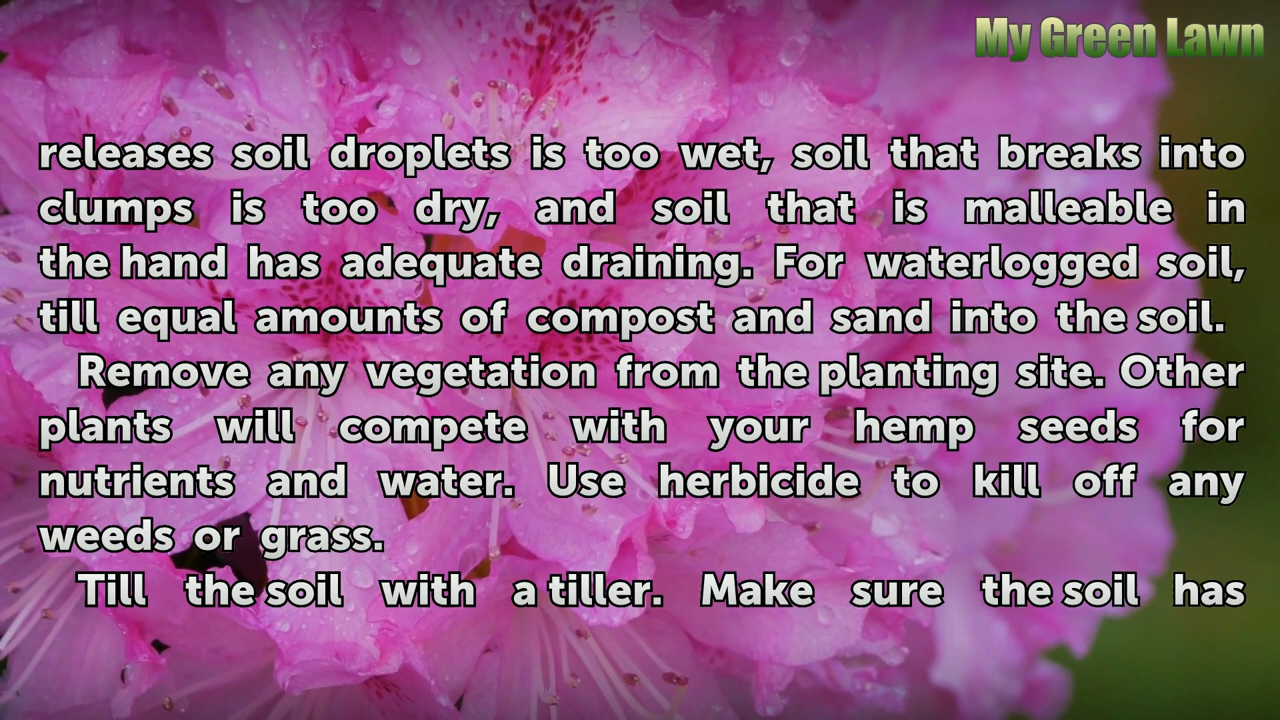 My Green Lawn
releases soil droplets is too wet, soil that breaks into
clumps is too dry, and soil that is malleable in
the hand has adequate draining. For waterlogged soil,
till equal amounts of compost and sand into the soil.
Remove any vegetation from the planting site. Other
plants will compete with your hemp seeds for
nutrients and water. Use herbicide to kill off any
weeds or grass.
Till the soil with a tiller. Make sure the soil has